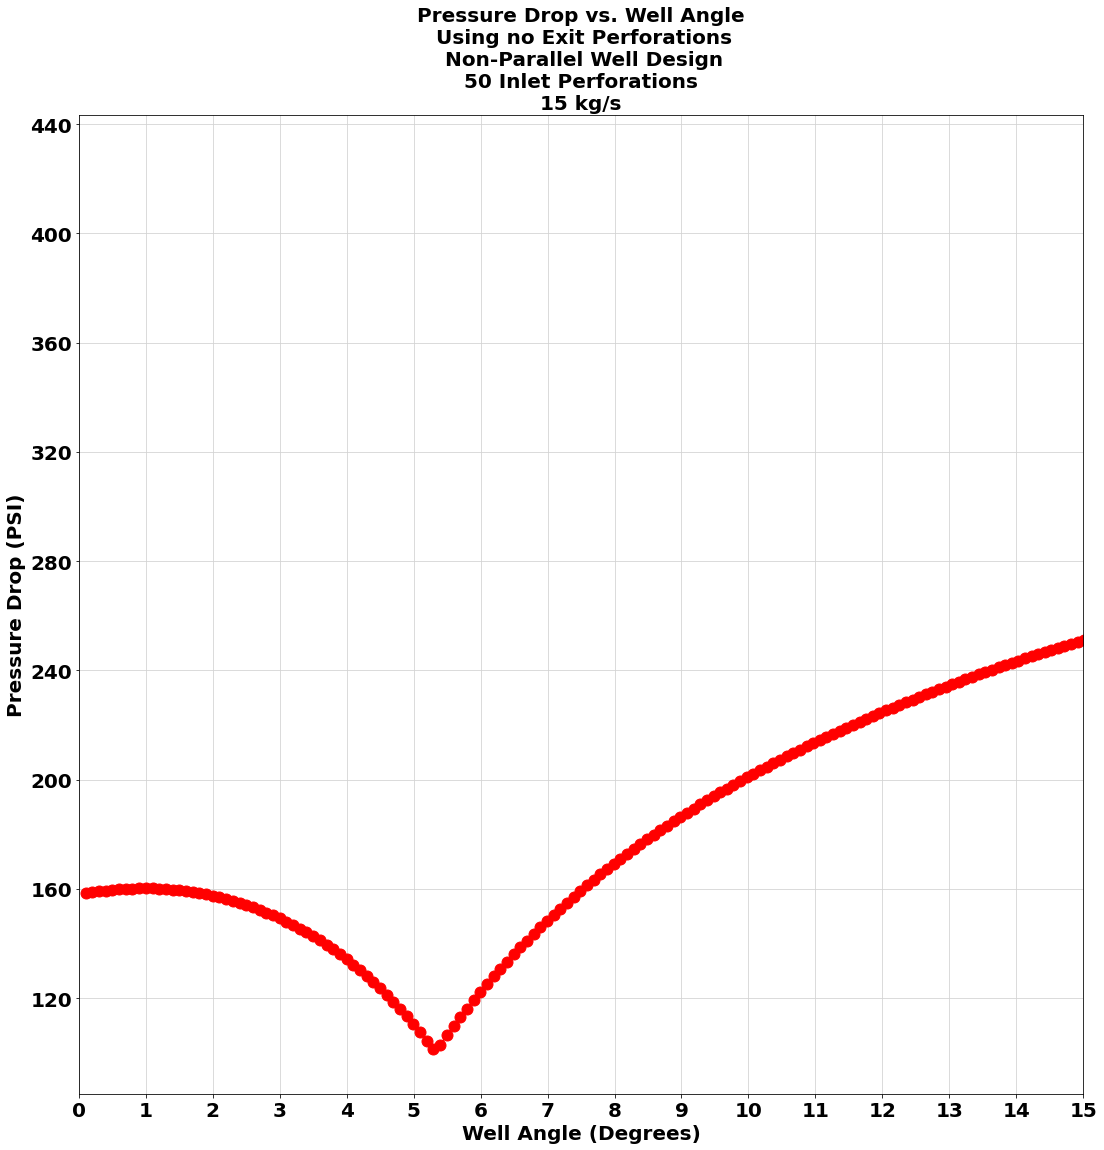 Pressure Drop vs. Well Angle
Using no Exit Perforations
Non-Parallel Well Design
50 Inlet Perforations
15 kg/s
Pressure Drop (PSI)
440
400
360
320
280
240
200
160
120
0 1 2 3 4 5 6 7 8 9 10 11 12 13 14 15
Well Angle (Degrees)